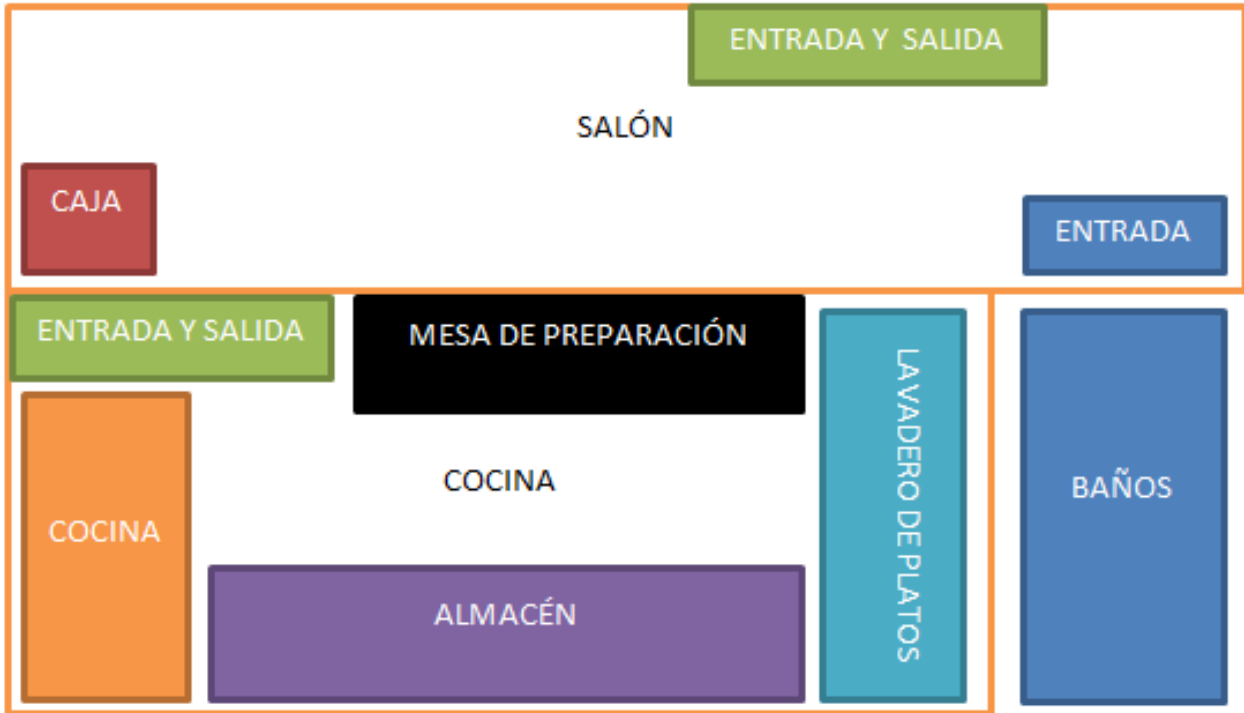 ENTRADA Y SALIDA
SALÓN
CAJA
ENTRADA
ENTRADA Y SALIDA
MESA DE PREPARACIÓN
LAVADERO DE PLATOS
COCINA
BAÑOS
COCINA
ALMACÉN